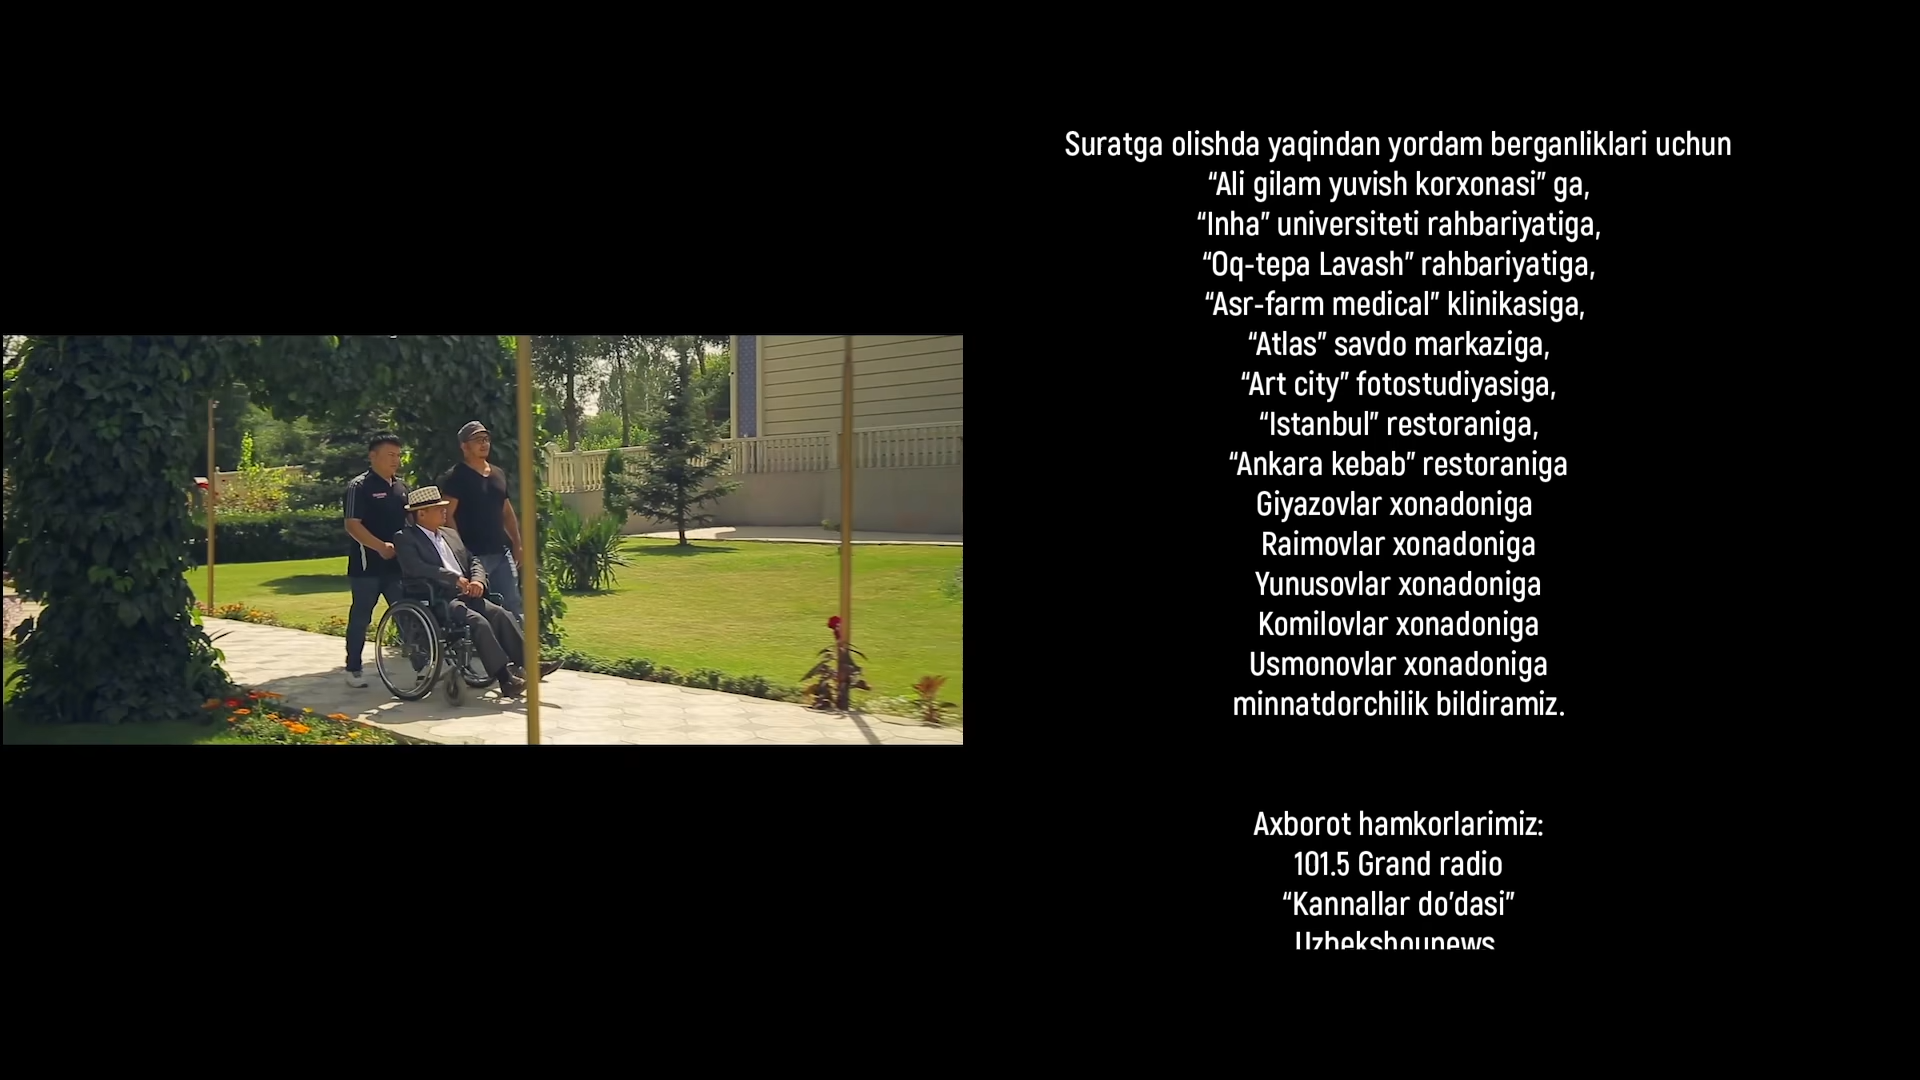 Suratga olishda yaqindan yordam berganliklari uchun
“Ali gilam yuvish korxonasi” ga,
“Inha” universiteti rahbariyatiga,
“Oq-tepa Lavash” rahbariyatiga,
“Asr-farm medical” klinikasiga,
“Atlas” savdo markaziga,
“Art city” fotostudiyasiga,
“Istanbul” restoraniga,
“Ankara kebab” restoraniga
Giyazovlar xonadoniga
Raimovlar xonadoniga
Yunusovlar xonadoniga
Komilovlar xonadoniga
Usmonovlar xonadoniga
minnatdorchilik bildiramiz.
Axborot hamkorlarimiz:
101.5 Grand radio
“Kannallar do’dasi”
Uzbekshounews